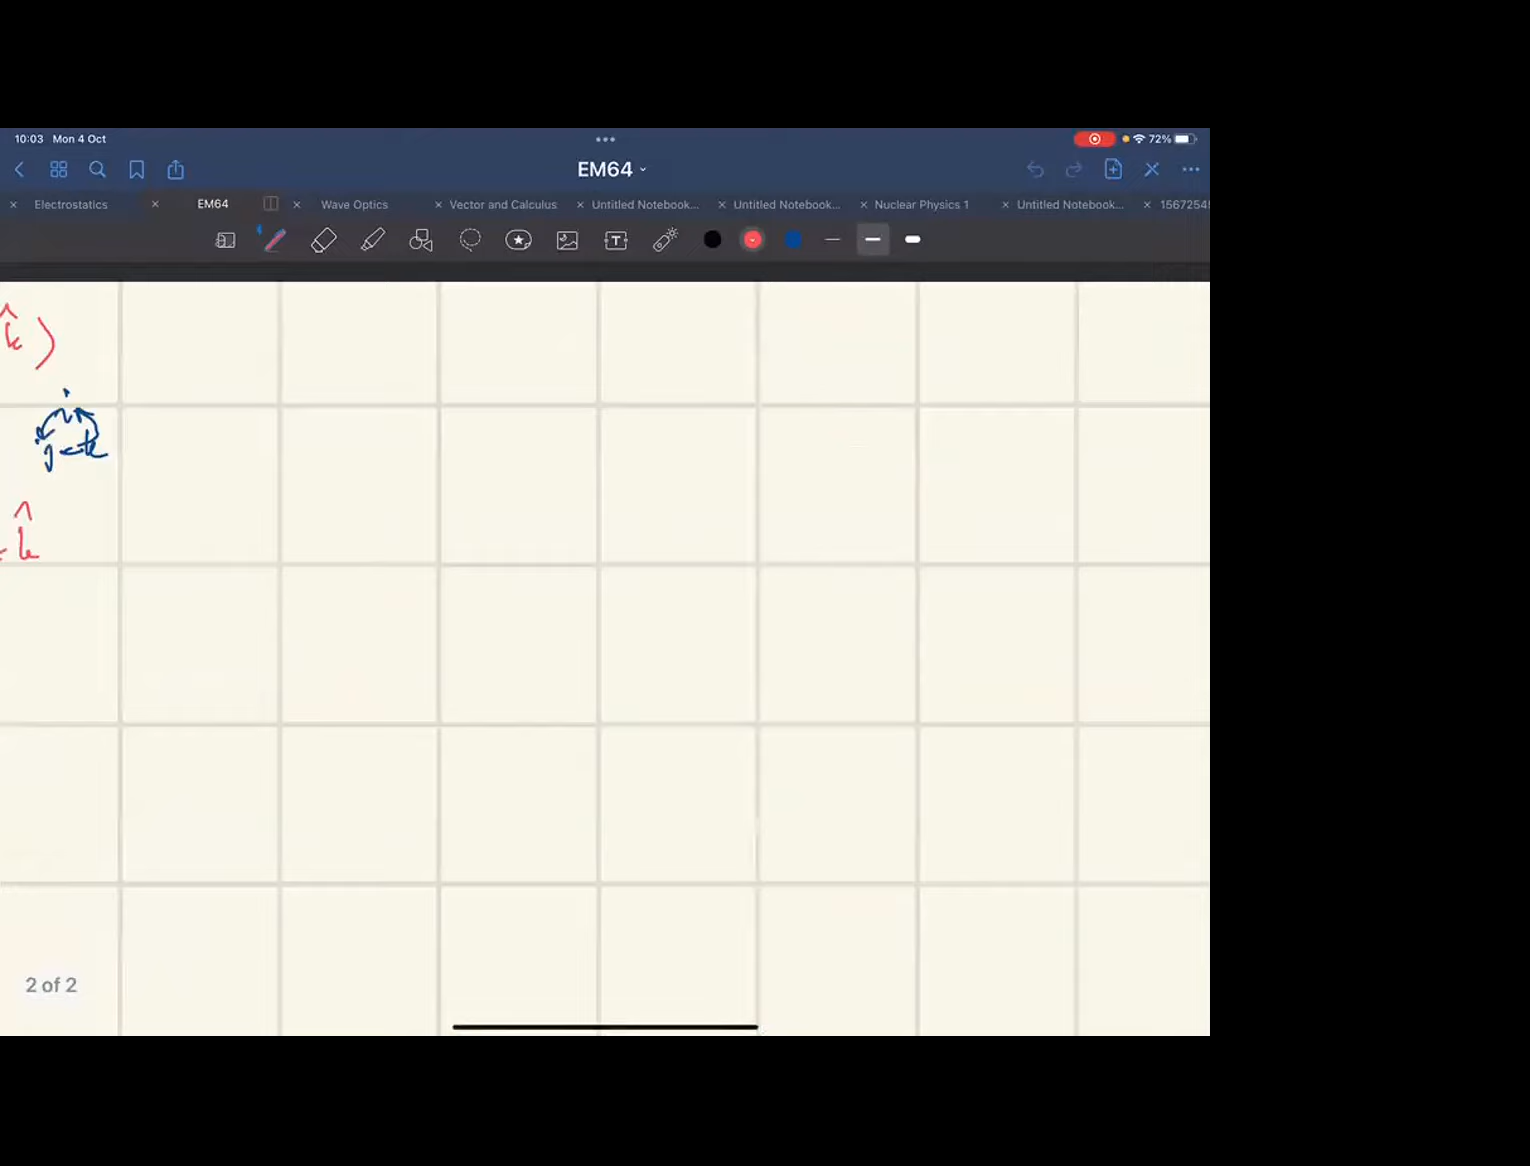 10:03 Mon 4 Oct
72%
EM64
Electrostatics
EM64
Wave Optics
Vector and Calculus
Untitled Notebook...
Untitled Notebook...
Nuclear Physics 1
Untitled Notebook...
1567254
T
k̂ )
i
j k
k̂
2 of 2